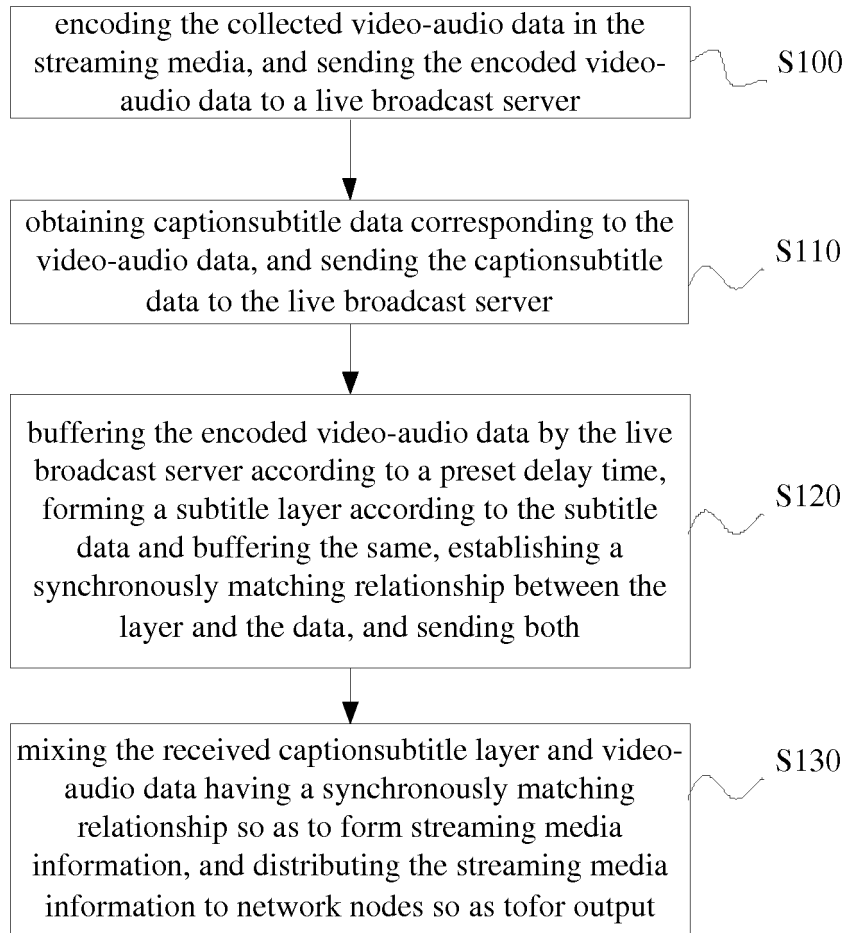 encoding the collected video-audio data in the
streaming media, and sending the encoded video-
audio data to a live broadcast server
S100
obtaining captionsubtitle data corresponding to the
video-audio data, and sending the captionsubtitle
data to the live broadcast server
S110
buffering the encoded video-audio data by the live
broadcast server according to a preset delay time,
forming a subtitle layer according to the subtitle
data and buffering the same, establishing a
synchronously matching relationship between the
layer and the data, and sending both
S120
mixing the received captionsubtitle layer and video-
audio data having a synchronously matching
relationship so as to form streaming media
information, and distributing the streaming media
information to network nodes so as tofor output
S130